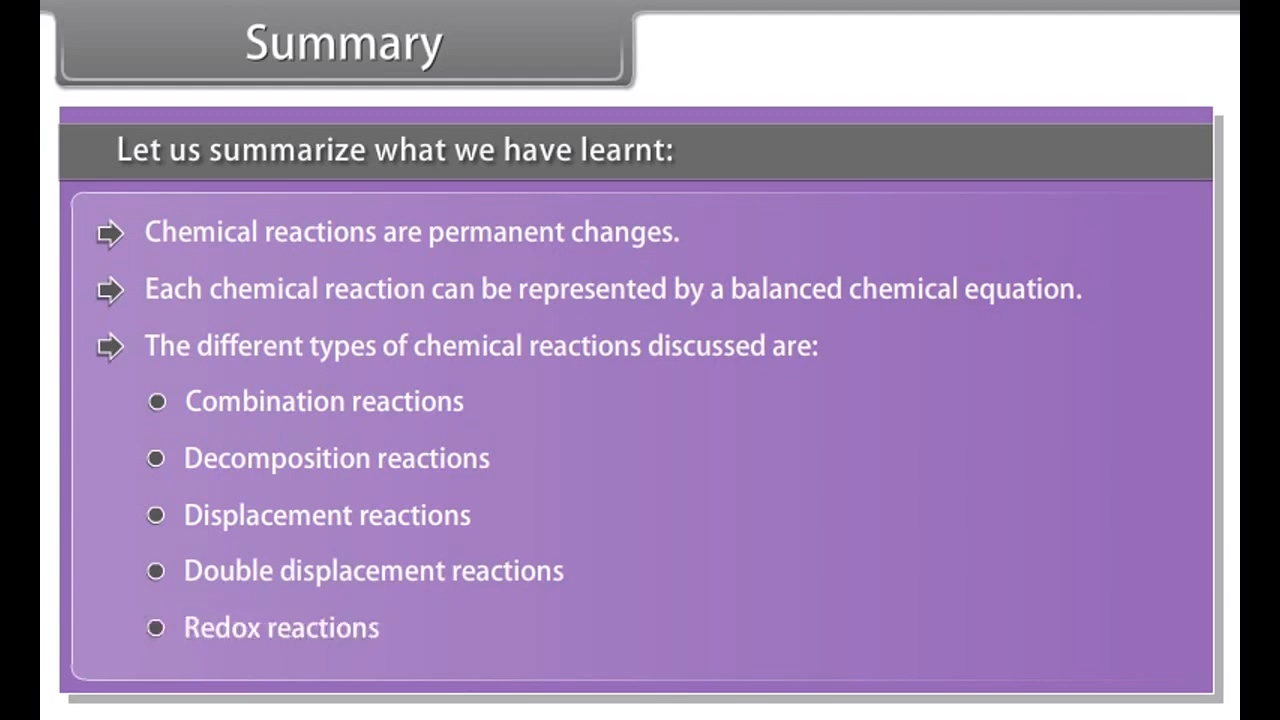 Summary
Let us summarize what we have learnt:
Chemical reactions are permanent changes.
Each chemical reaction can be represented by a balanced chemical equation.
The different types of chemical reactions discussed are:
Combination reactions
Decomposition reactions
Displacement reactions
Double displacement reactions
Redox reactions